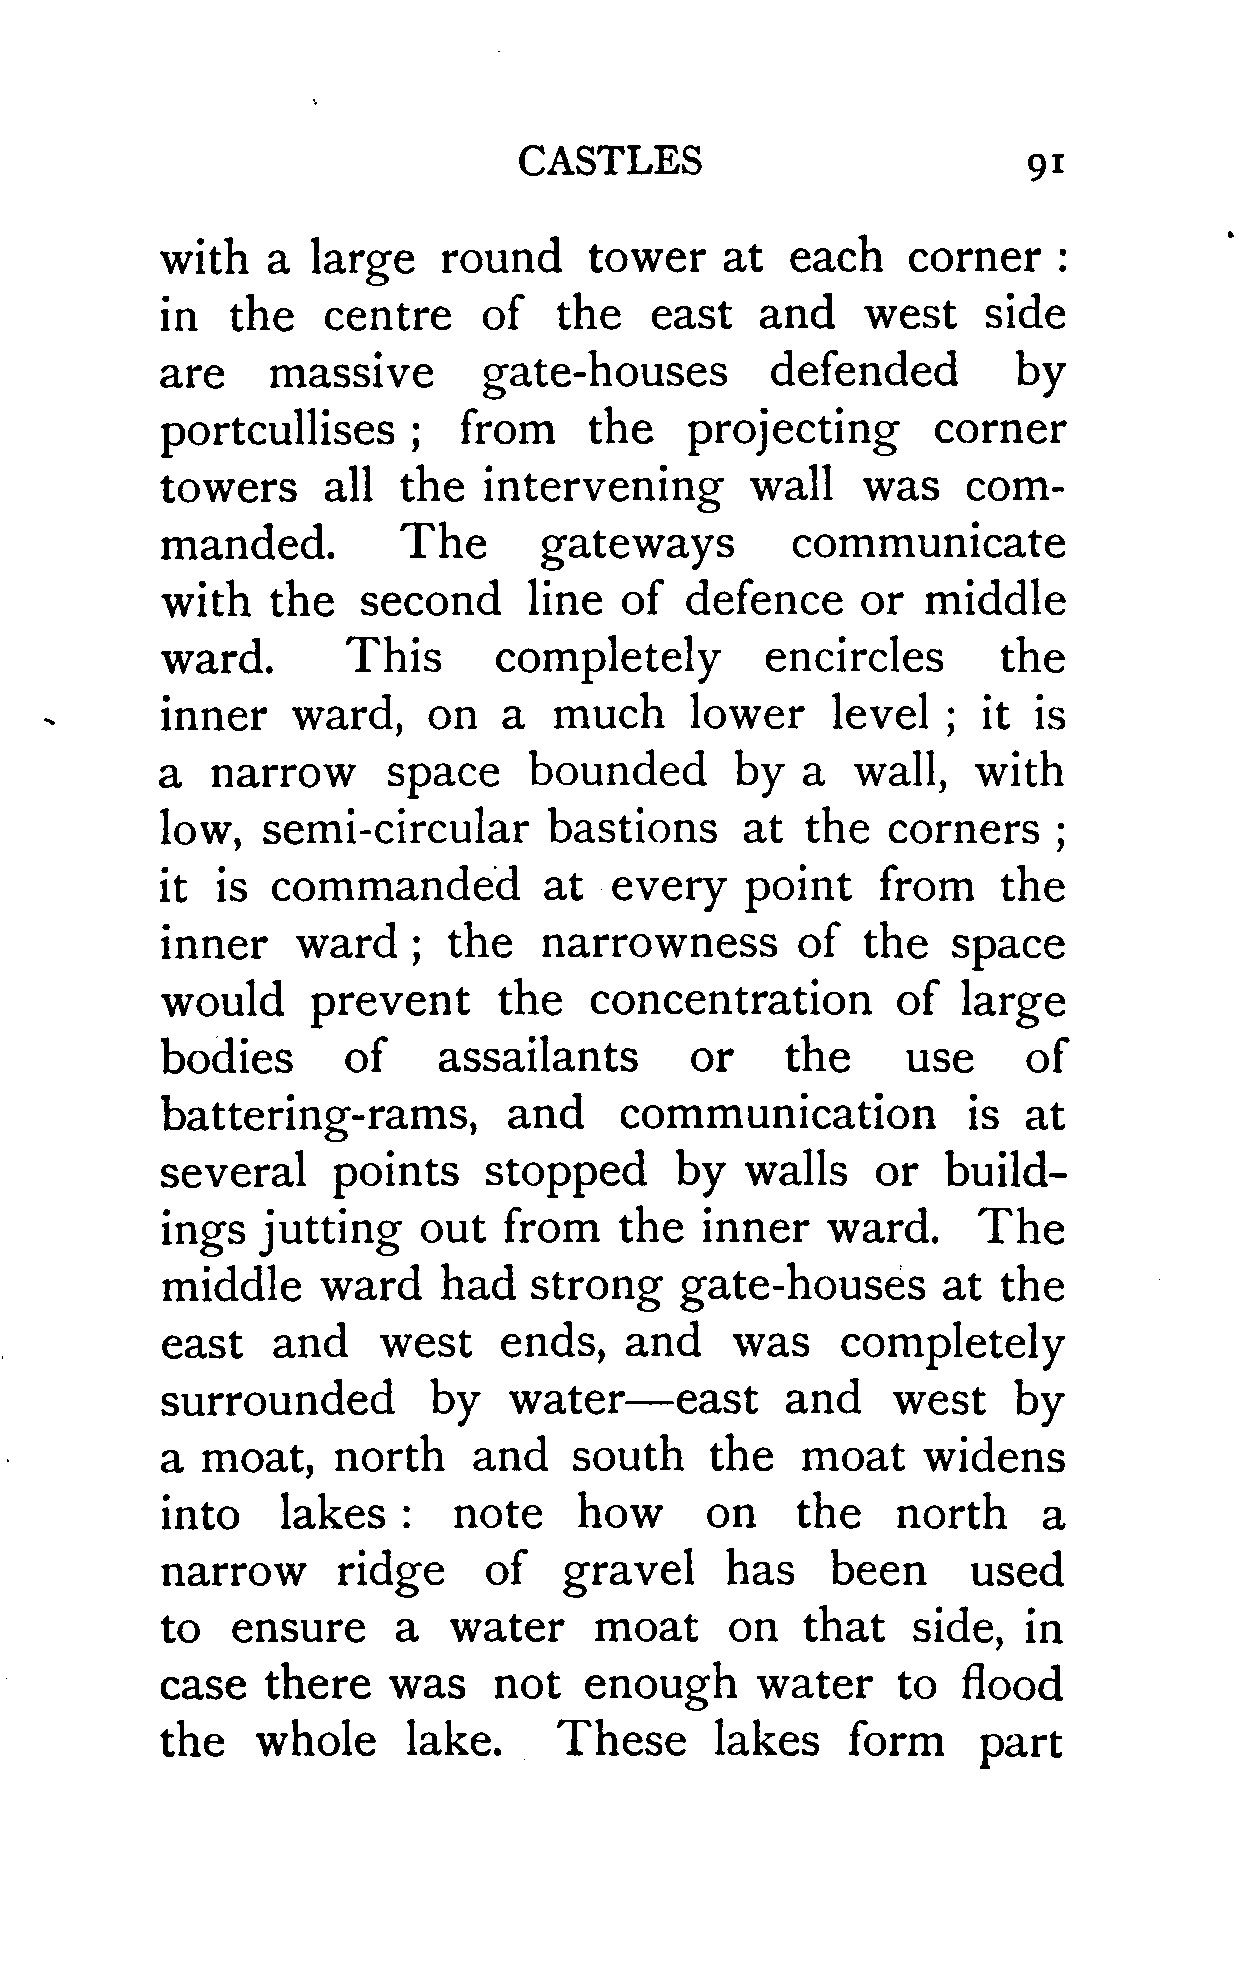 CASTLES 91
with a large round tower at each corner :
in the centre of the east and west side
are massive gate-houses defended by
portcullises ; from the projecting corner
towers all the intervening wall was com-
manded. The gateways communicate
with the second line of defence or middle
ward. This completely encircles the
inner ward, on a much lower level ; it is
a narrow space bounded by a wall, with
low, semi-circular bastions at the corners ;
it is commanded at every point from the
inner ward ; the narrowness of the space
would prevent the concentration of large
bodies of assailants or the use of
battering-rams, and communication is at
several points stopped by walls or build-
ings jutting out from the inner ward. The
middle ward had strong gate-houses at the
east and west ends, and was completely
surrounded by water—east and west by
a moat, north and south the moat widens
into lakes : note how on the north a
narrow ridge of gravel has been used
to ensure a water moat on that side, in
case there was not enough water to flood
the whole lake. These lakes form part